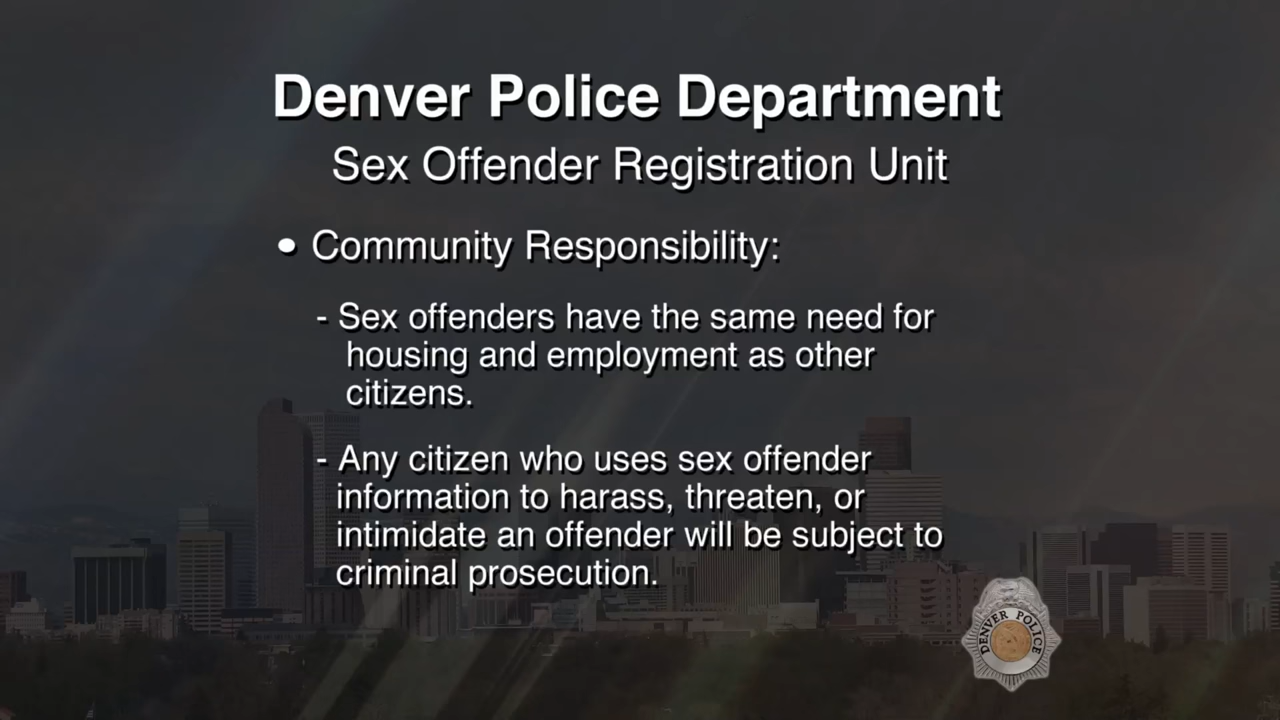 Denver Police Department
Sex Offender Registration Unit
• Community Responsibility:
- Sex offenders have the same need for
housing and employment as other
citizens.
- Any citizen who uses sex offender
information to harass, threaten, or
intimidate an offender will be subject to
criminal prosecution.
DENVER POLICE